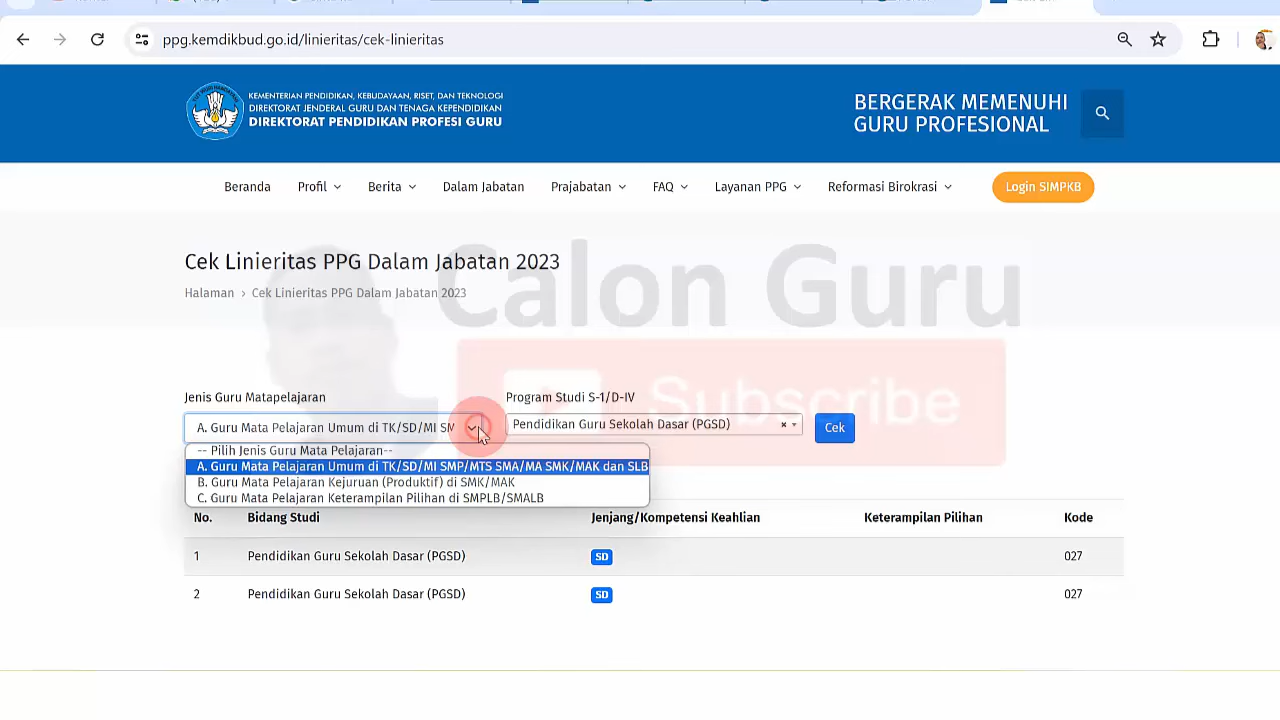 ppg.kemdikbud.go.id/linieritas/cek-linieritas
KEMENTERIAN PENDIDIKAN, KEBUDAYAAN, RISET, DAN TEKNOLOGI
DIREKTORAT JENDERAL GURU DAN TENAGA KEPENDIDIKAN
DIREKTORAT PENDIDIKAN PROFESI GURU
BERGERAK MEMENUHI
GURU PROFESIONAL
Beranda Profil Berita Dalam Jabatan Prajabatan FAQ Layanan PPG Reformasi Birokrasi Login SIMPKB
Cek Linieritas PPG Dalam Jabatan 2023
Halaman › Cek Linieritas PPG Dalam Jabatan 2023
Calon Guru
Subscribe
Jenis Guru Matapelajaran Program Studi S-1/D-IV
A. Guru Mata Pelajaran Umum di TK/SD/MI SM Pendidikan Guru Sekolah Dasar (PGSD) × Cek
-- Pilih Jenis Guru Mata Pelajaran--
A. Guru Mata Pelajaran Umum di TK/SD/MI SMP/MTS SMA/MA SMK/MAK dan SLB
B. Guru Mata Pelajaran Kejuruan (Produktif) di SMK/MAK
C. Guru Mata Pelajaran Keterampilan Pilihan di SMPLB/SMALB
No. Bidang Studi Jenjang/Kompetensi Keahlian Keterampilan Pilihan Kode
1 Pendidikan Guru Sekolah Dasar (PGSD) SD 027
2 Pendidikan Guru Sekolah Dasar (PGSD) SD 027